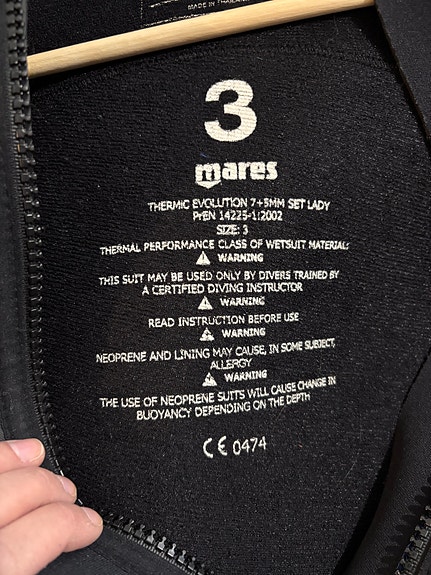 MADE IN THAILAND
3
mares
THERMIC EVOLUTION 7+5MM SET LADY
PrEN 14225-1:2002
SIZE: 3
THERMAL PERFORMANCE CLASS OF WETSUIT MATERIAL:
WARNING
THIS SUIT MAY BE USED ONLY BY DIVERS TRAINED BY
A CERTIFIED DIVING INSTRUCTOR
WARNING
READ INSTRUCTION BEFORE USE
WARNING
NEOPRENE AND LINING MAY CAUSE, IN SOME SUBJECT,
ALLERGY
WARNING
THE USE OF NEOPRENE SUITS WILL CAUSE CHANGE IN
BUOYANCY DEPENDING ON THE DEPTH
CE 0474